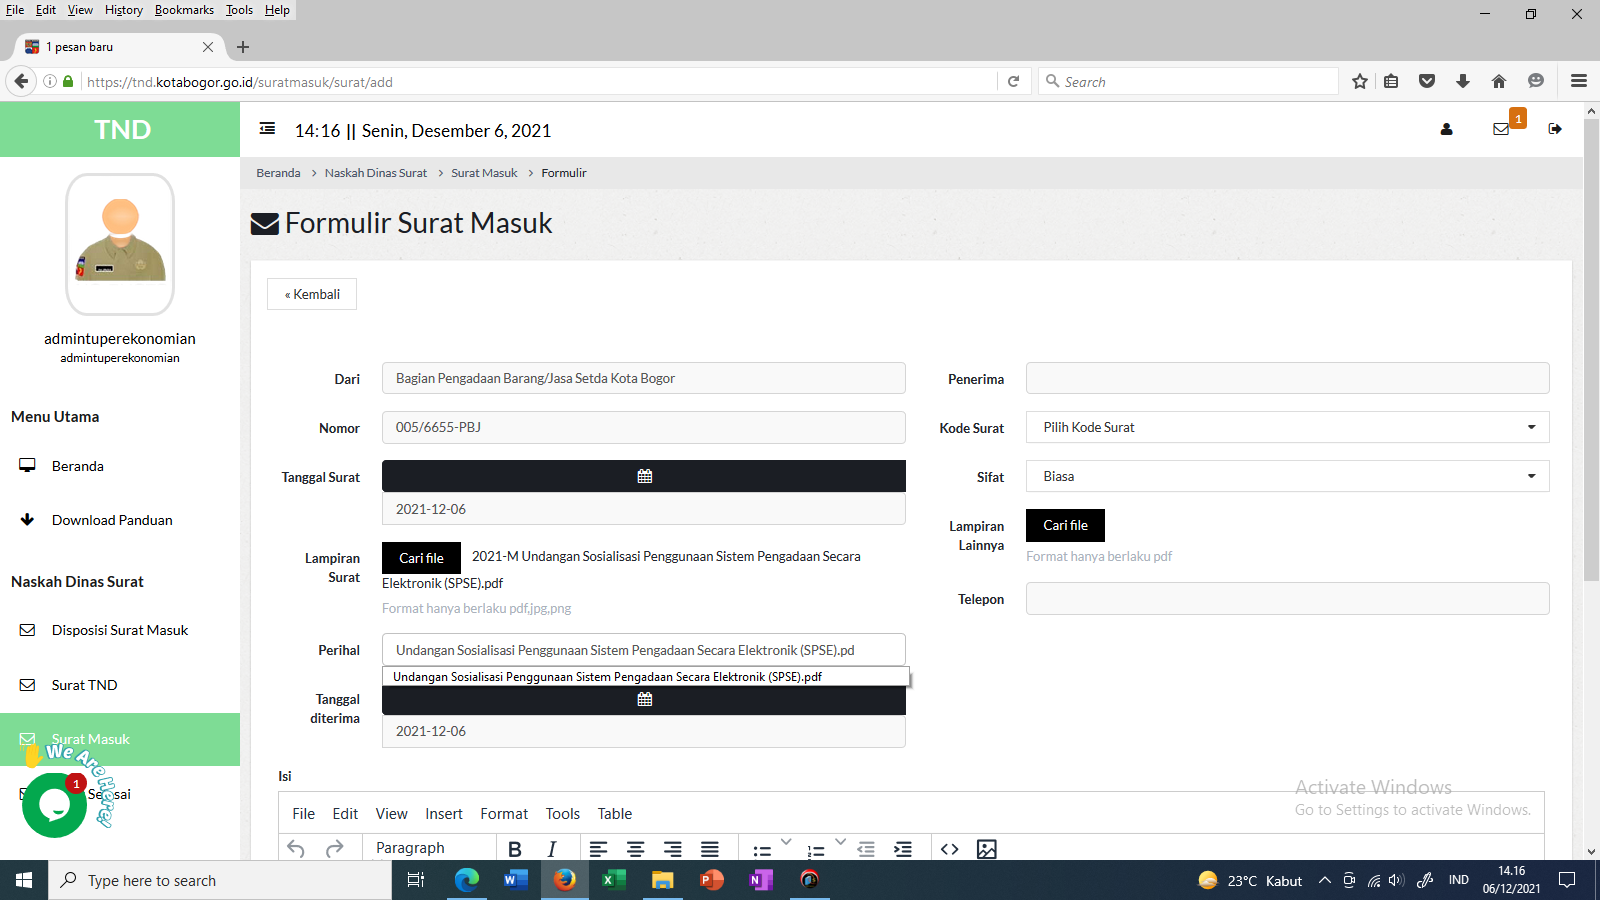 File Edit View History Bookmarks Tools Help
1 pesan baru
https://tnd.kotabogor.go.id/suratmasuk/surat/add
Search
TND
14:16 || Senin, Desember 6, 2021
1
Beranda > Naskah Dinas Surat > Surat Masuk > Formulir
Formulir Surat Masuk
« Kembali
admintuperekonomian
admintuperekonomian
Menu Utama
Beranda
Download Panduan
Naskah Dinas Surat
Disposisi Surat Masuk
Surat TND
Surat Masuk
We Are Here!
1
Dari
Bagian Pengadaan Barang/Jasa Setda Kota Bogor
Nomor
005/6655-PBJ
Tanggal Surat
2021-12-06
Lampiran Surat
Cari file
2021-M Undangan Sosialisasi Penggunaan Sistem Pengadaan Secara
Elektronik (SPSE).pdf
Format hanya berlaku pdf,jpg,png
Perihal
Undangan Sosialisasi Penggunaan Sistem Pengadaan Secara Elektronik (SPSE).pd
Undangan Sosialisasi Penggunaan Sistem Pengadaan Secara Elektronik (SPSE).pdf
Tanggal diterima
2021-12-06
Penerima
Kode Surat
Pilih Kode Surat
Sifat
Biasa
Lampiran Lainnya
Cari file
Format hanya berlaku pdf
Telepon
Isi
File Edit View Insert Format Tools Table
Paragraph B I
Activate Windows
Go to Settings to activate Windows.
Type here to search
23°C Kabut
IND
14.16
06/12/2021